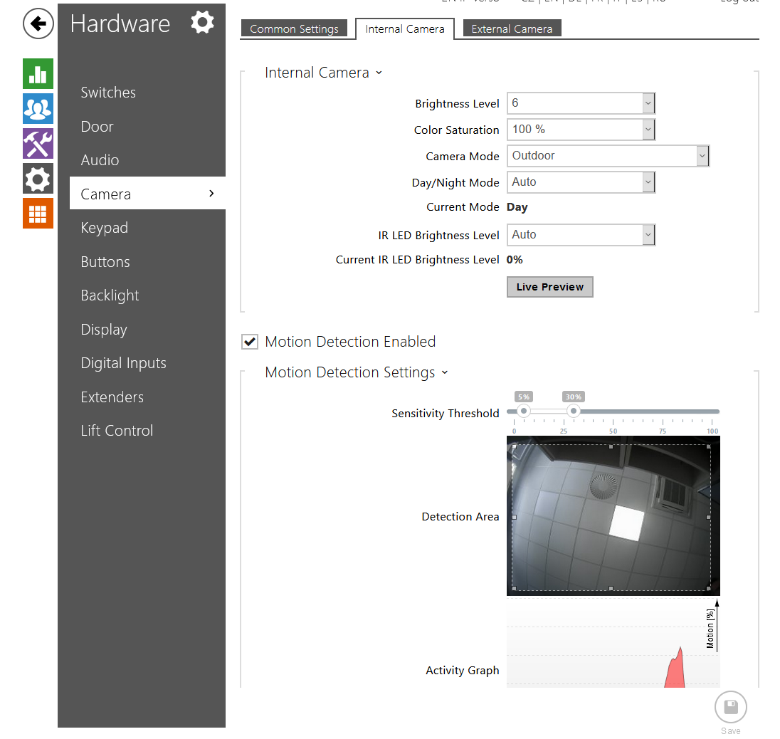 Hardware
Common Settings
Internal Camera
External Camera
Switches
Door
Audio
Camera
Keypad
Buttons
Backlight
Display
Digital Inputs
Extenders
Lift Control
Internal Camera
Brightness Level 6
Color Saturation 100 %
Camera Mode Outdoor
Day/Night Mode Auto
Current Mode Day
IR LED Brightness Level Auto
Current IR LED Brightness Level 0%
Live Preview
Motion Detection Enabled
Motion Detection Settings
5% 30%
Sensitivity Threshold
0 25 50 75 100
Detection Area
Motion [%]
Activity Graph
Save